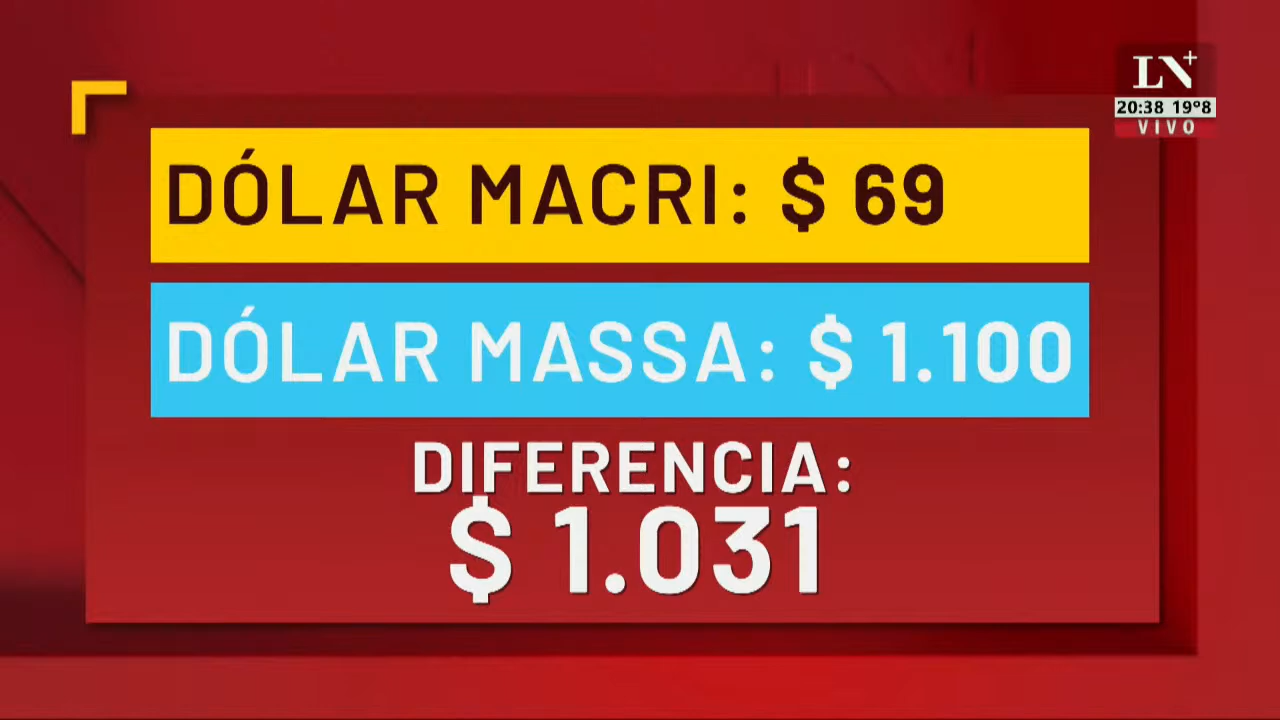 LN+
20:38 19°8
VIVO
DÓLAR MACRI: $ 69
DÓLAR MASSA: $ 1.100
DIFERENCIA:
$ 1.031